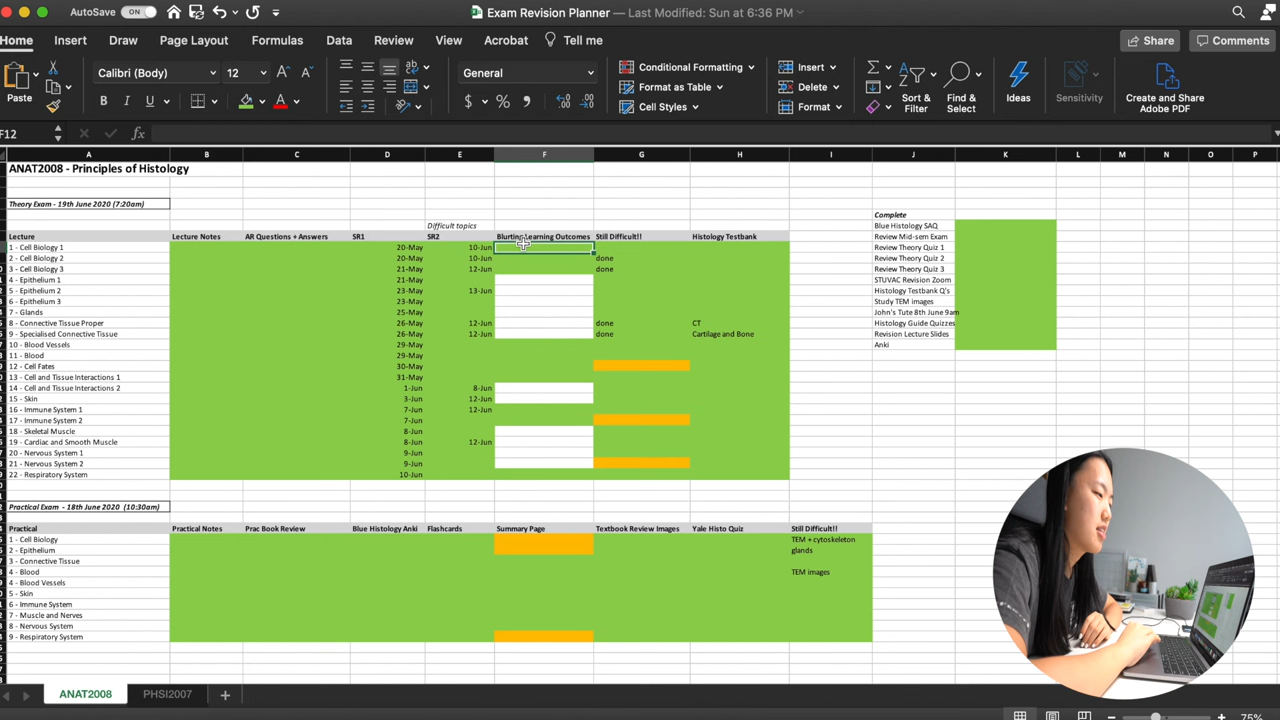 AutoSave ON Exam Revision Planner — Last Modified: Sun at 6:36 PM
Home Insert Draw Page Layout Formulas Data Review View Acrobat Tell me Share Comments
Paste Calibri (Body) 12 A A ab General Conditional Formatting Insert
Format as Table Delete Sort & Filter Find & Select Ideas Sensitivity Create and Share Adobe PDF
B I U A $ % Cell Styles Format
F12 fx
A B C D E F G H I J K L M N O P
ANAT2008 - Principles of Histology
Theory Exam - 19th June 2020 (7:20am)
Complete
Difficult topics Blue Histology SAQ
Lecture Lecture Notes AR Questions + Answers SR1 SR2 Blurting Learning Outcomes Still Difficult!! Histology Testbank Review Mid-sem Exam
1 - Cell Biology 1 20-May 10-Jun Review Theory Quiz 1
2 - Cell Biology 2 20-May 10-Jun done Review Theory Quiz 2
3 - Cell Biology 3 21-May 12-Jun done Review Theory Quiz 3
4 - Epithelium 1 21-May STUVAC Revision Zoom
5 - Epithelium 2 23-May 13-Jun Histology Testbank Q's
6 - Epithelium 3 23-May Study TEM images
7 - Glands 25-May John's Tute 8th June 9am
8 - Connective Tissue Proper 26-May 12-Jun done CT Histology Guide Quizzes
9 - Specialised Connective Tissue 26-May 12-Jun done Cartilage and Bone Revision Lecture Slides
10 - Blood Vessels 29-May Anki
11 - Blood 29-May
12 - Cell Fates 30-May
13 - Cell and Tissue Interactions 1 31-May
14 - Cell and Tissue Interactions 2 1-Jun 8-Jun
15 - Skin 3-Jun 12-Jun
16 - Immune System 1 7-Jun 12-Jun
17 - Immune System 2 7-Jun
18 - Skeletal Muscle 8-Jun
19 - Cardiac and Smooth Muscle 8-Jun 12-Jun
20 - Nervous System 1 9-Jun
21 - Nervous System 2 9-Jun
22 - Respiratory System 10-Jun
Practical Exam - 18th June 2020 (10:30am)
Practical Practical Notes Prac Book Review Blue Histology Anki Flashcards Summary Page Textbook Review Images Yale Histo Quiz Still Difficult!!
1 - Cell Biology TEM + cytoskeleton
2 - Epithelium glands
3 - Connective Tissue
4 - Blood TEM images
4 - Blood Vessels
5 - Skin
6 - Immune System
7 - Muscle and Nerves
8 - Nervous System
9 - Respiratory System
ANAT2008 PHSI2007 +
75%